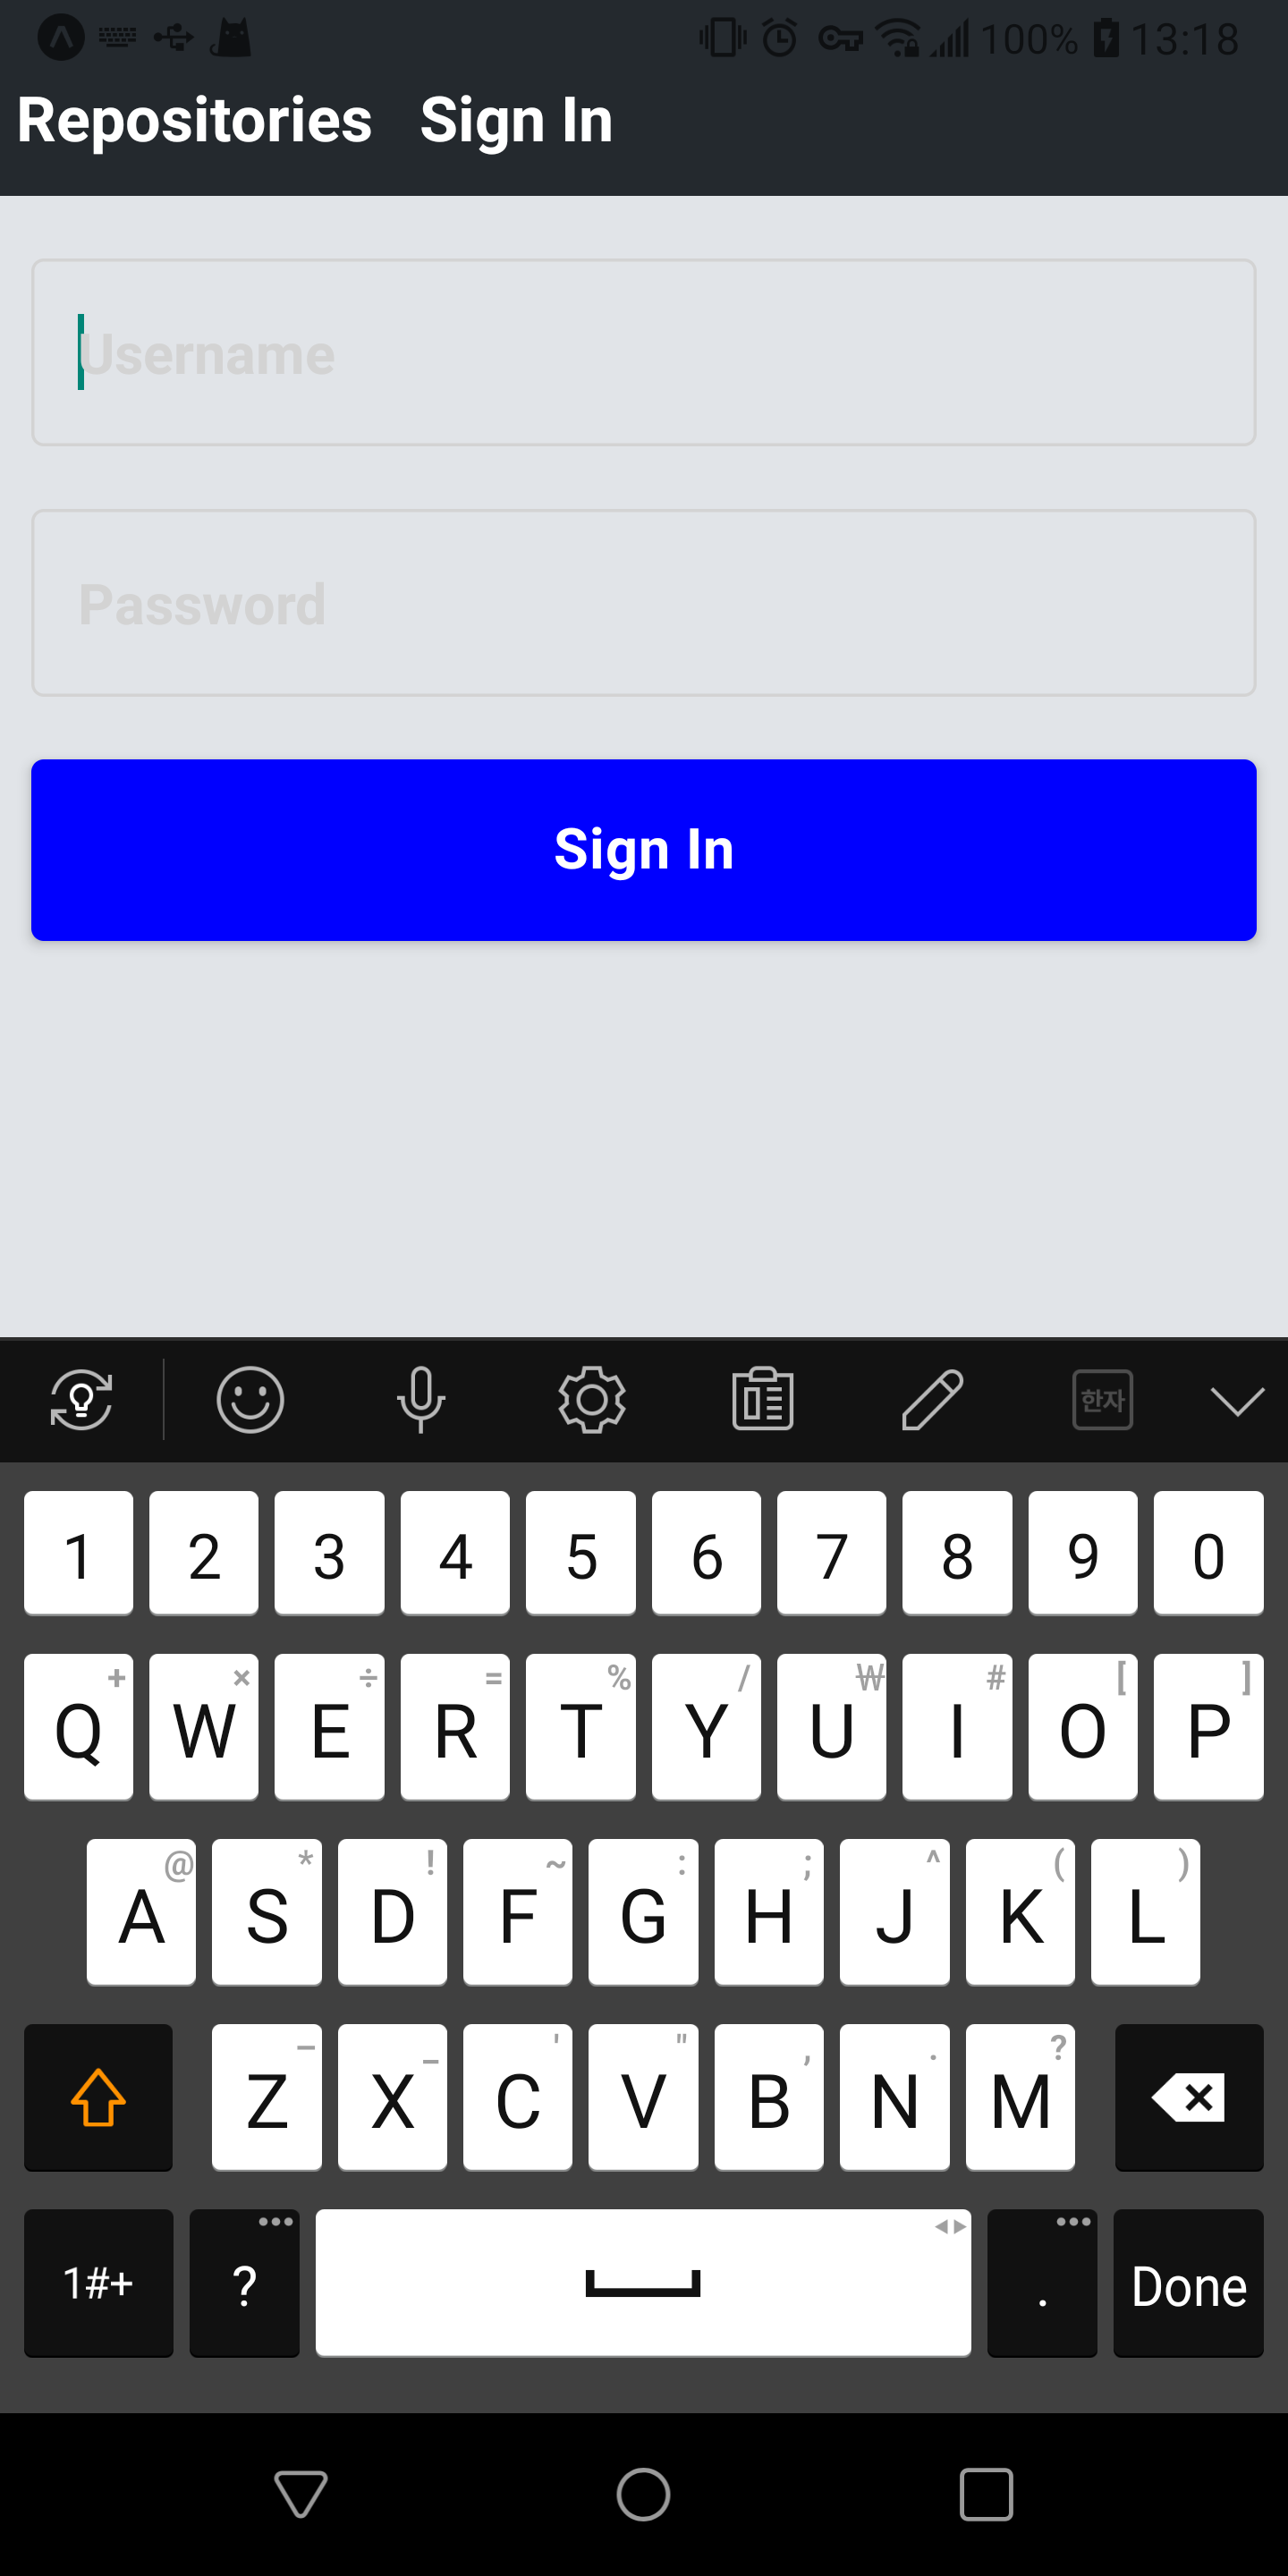 100% 13:18
Repositories Sign In
Username
Password
Sign In
한자
1 2 3 4 5 6 7 8 9 0
+ × ÷ = % / ₩ # [ ]
Q W E R T Y U I O P
@ * ! ~ : ; ^ ( )
A S D F G H J K L
– _ ' " , . ?
Z X C V B N M
1#+ ? . Done